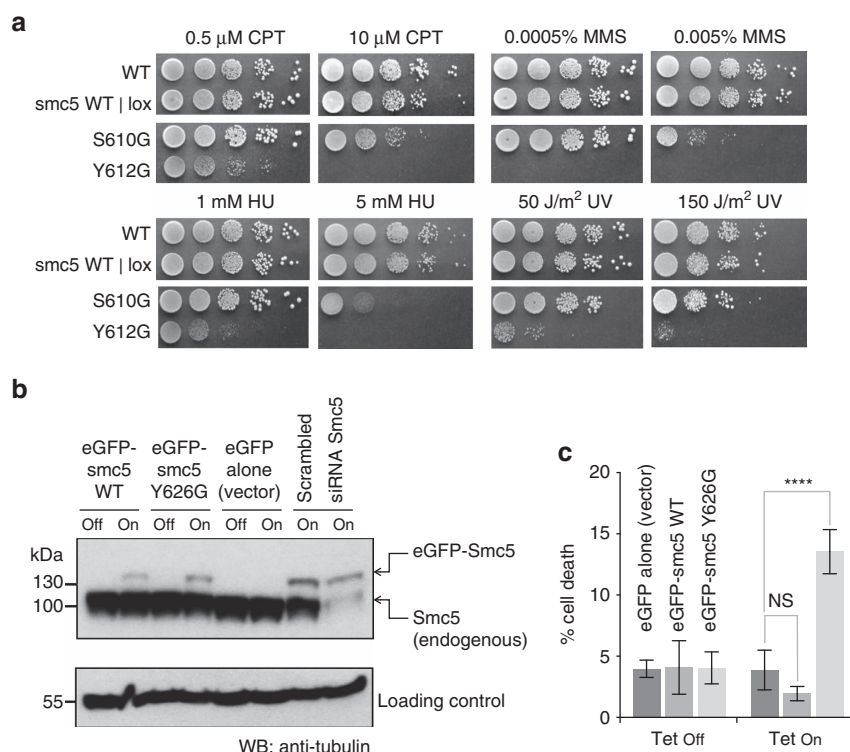 a
0.5 µM CPT
10 µM CPT
0.0005% MMS
0.005% MMS
WT
smc5 WT | lox
S610G
Y612G
1 mM HU
5 mM HU
50 J/m² UV
150 J/m² UV
WT
smc5 WT | lox
S610G
Y612G
b
eGFP-
smc5
WT
eGFP-
smc5
Y626G
eGFP
alone
(vector)
Scrambled
siRNA Smc5
Off On Off On Off On On On
kDa
130
100
eGFP-Smc5
Smc5
(endogenous)
55
Loading control
WB: anti-tubulin
c
% cell death
20
15
10
5
0
eGFP alone (vector)
eGFP-smc5 WT
eGFP-smc5 Y626G
NS
****
Tet Off
Tet On